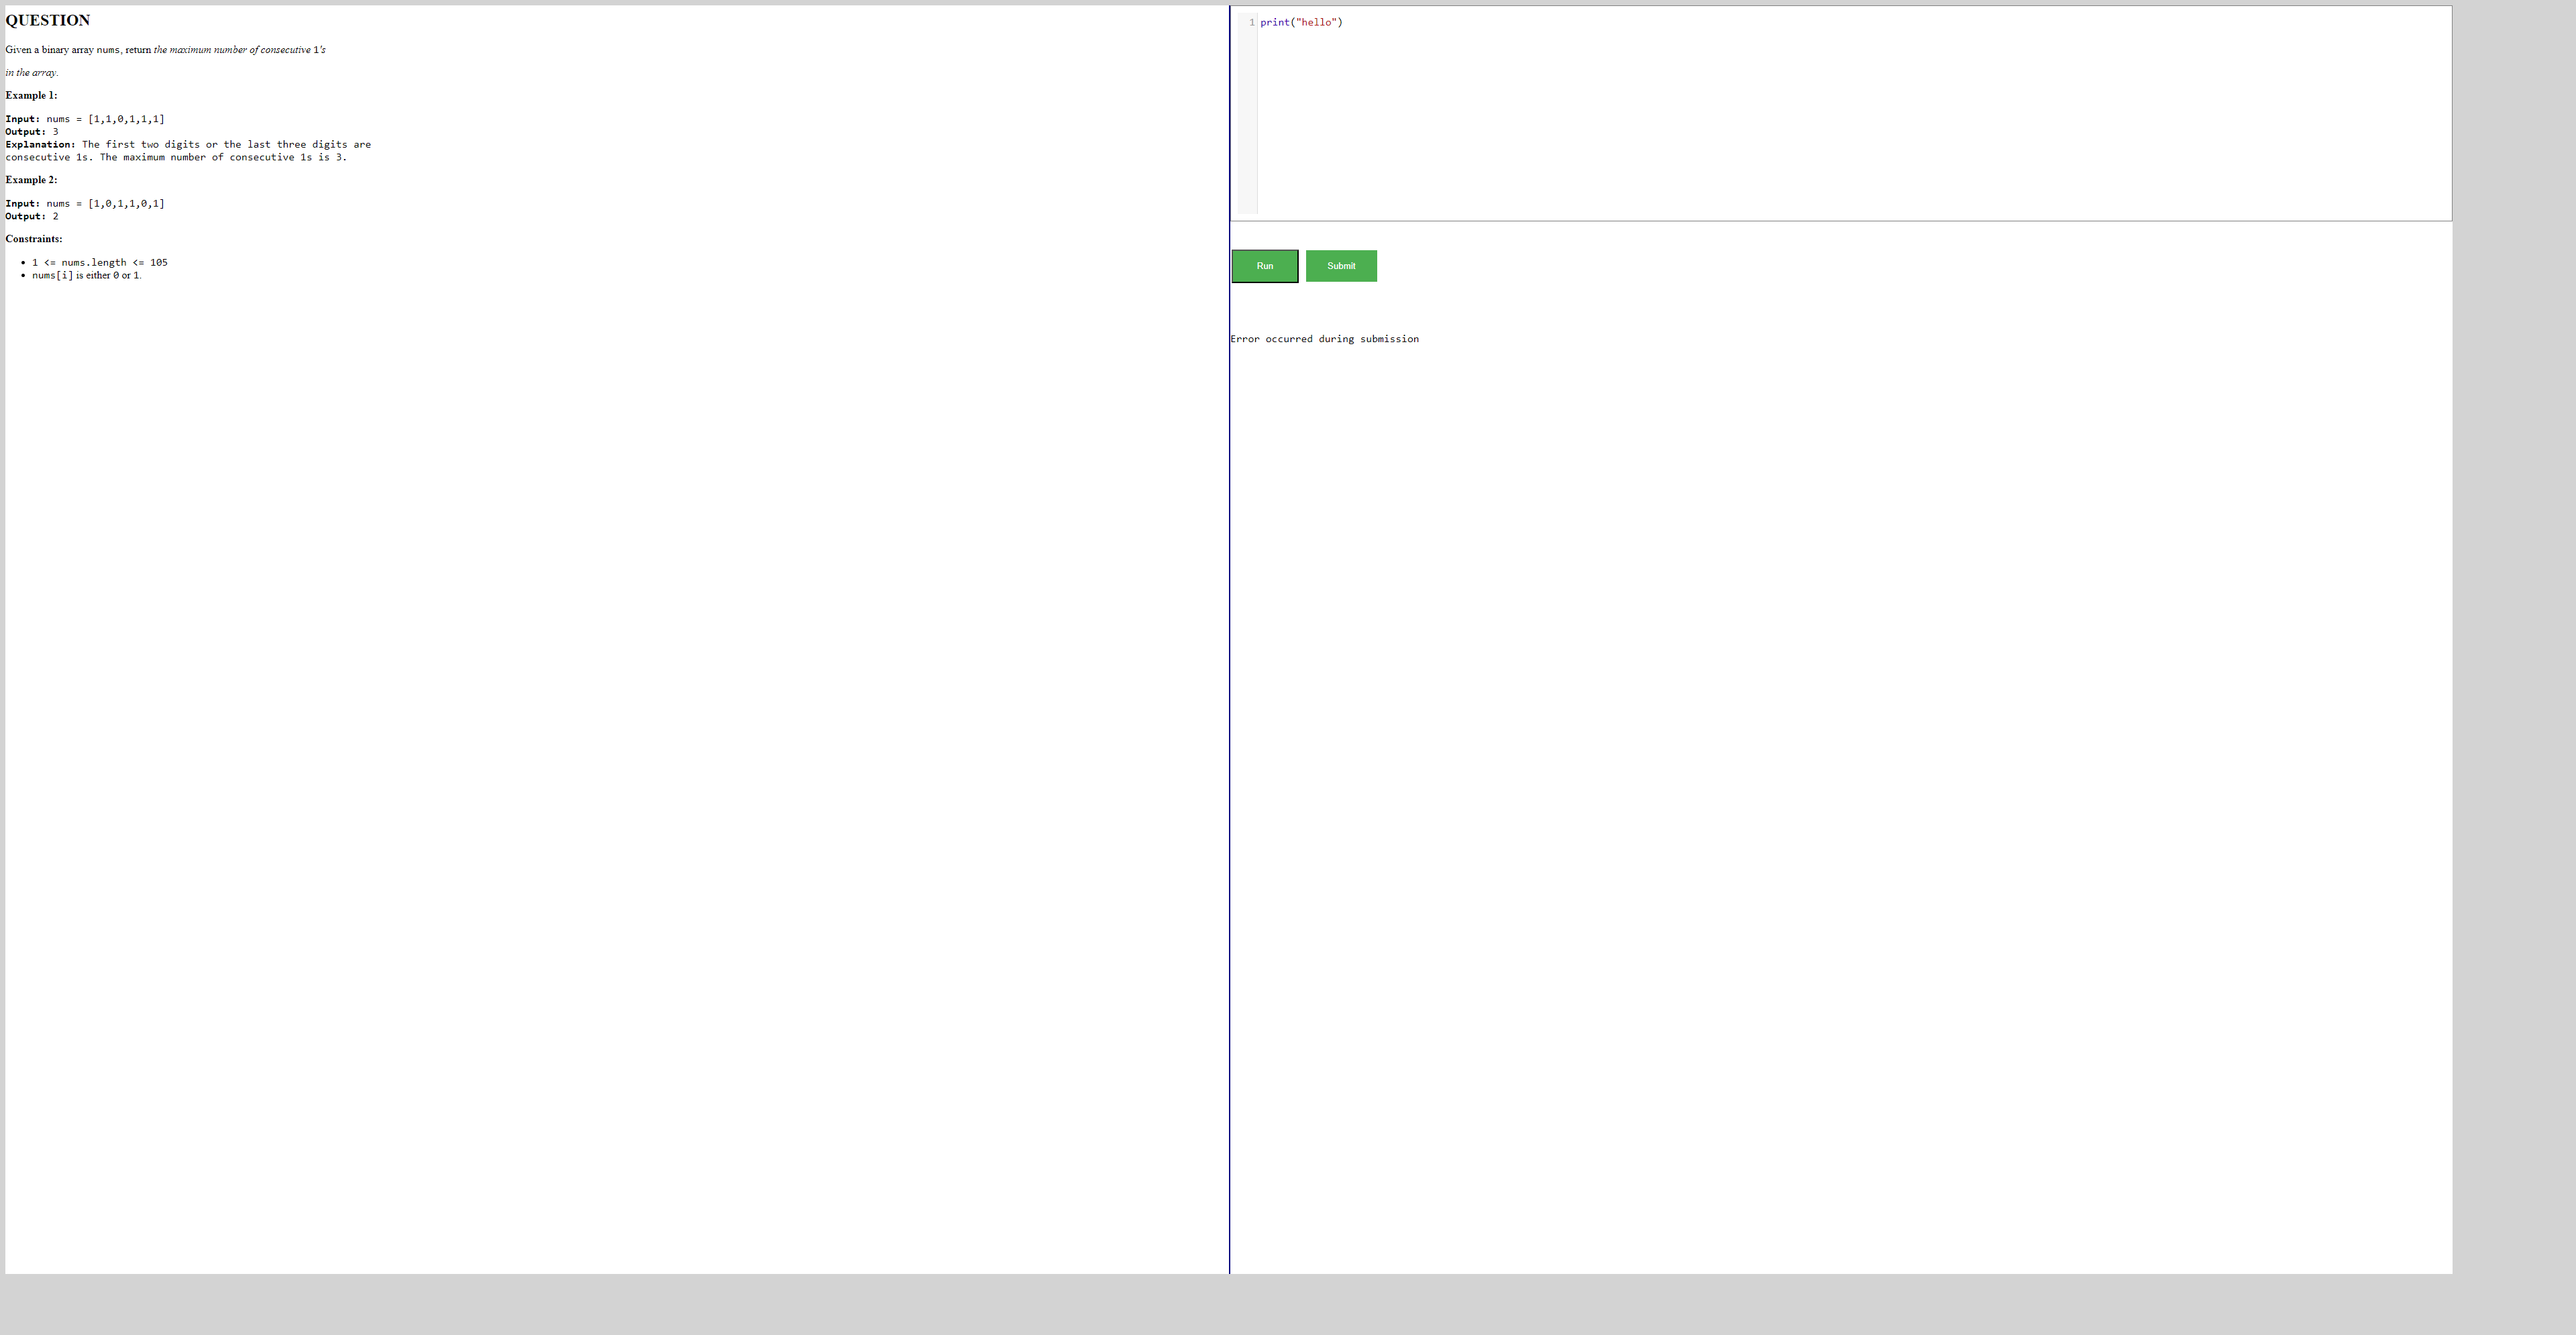 QUESTION
Given a binary array nums, return the maximum number of consecutive 1's
in the array.
Example 1:
Input: nums = [1,1,0,1,1,1]
Output: 3
Explanation: The first two digits or the last three digits are
consecutive 1s. The maximum number of consecutive 1s is 3.
Example 2:
Input: nums = [1,0,1,1,0,1]
Output: 2
Constraints:
• 1 <= nums.length <= 105
• nums[i] is either 0 or 1.
1 print("hello")
Run Submit
Error occurred during submission